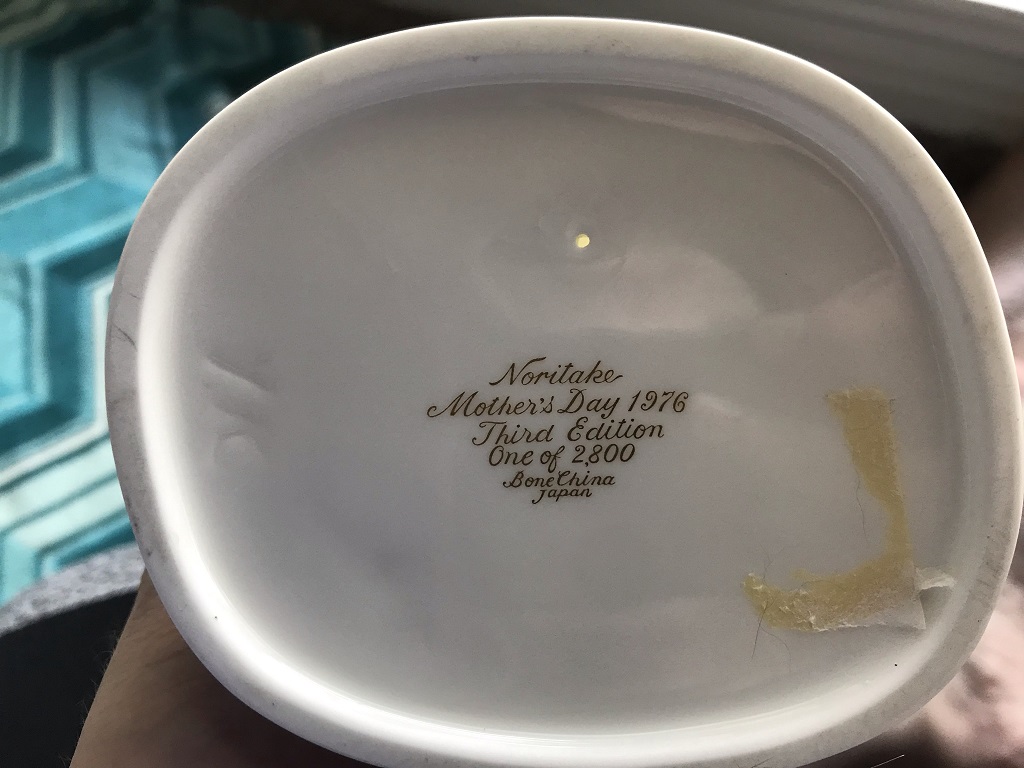 Noritake
Mother's Day 1976
Third Edition
One of 2,800
Bone China
Japan